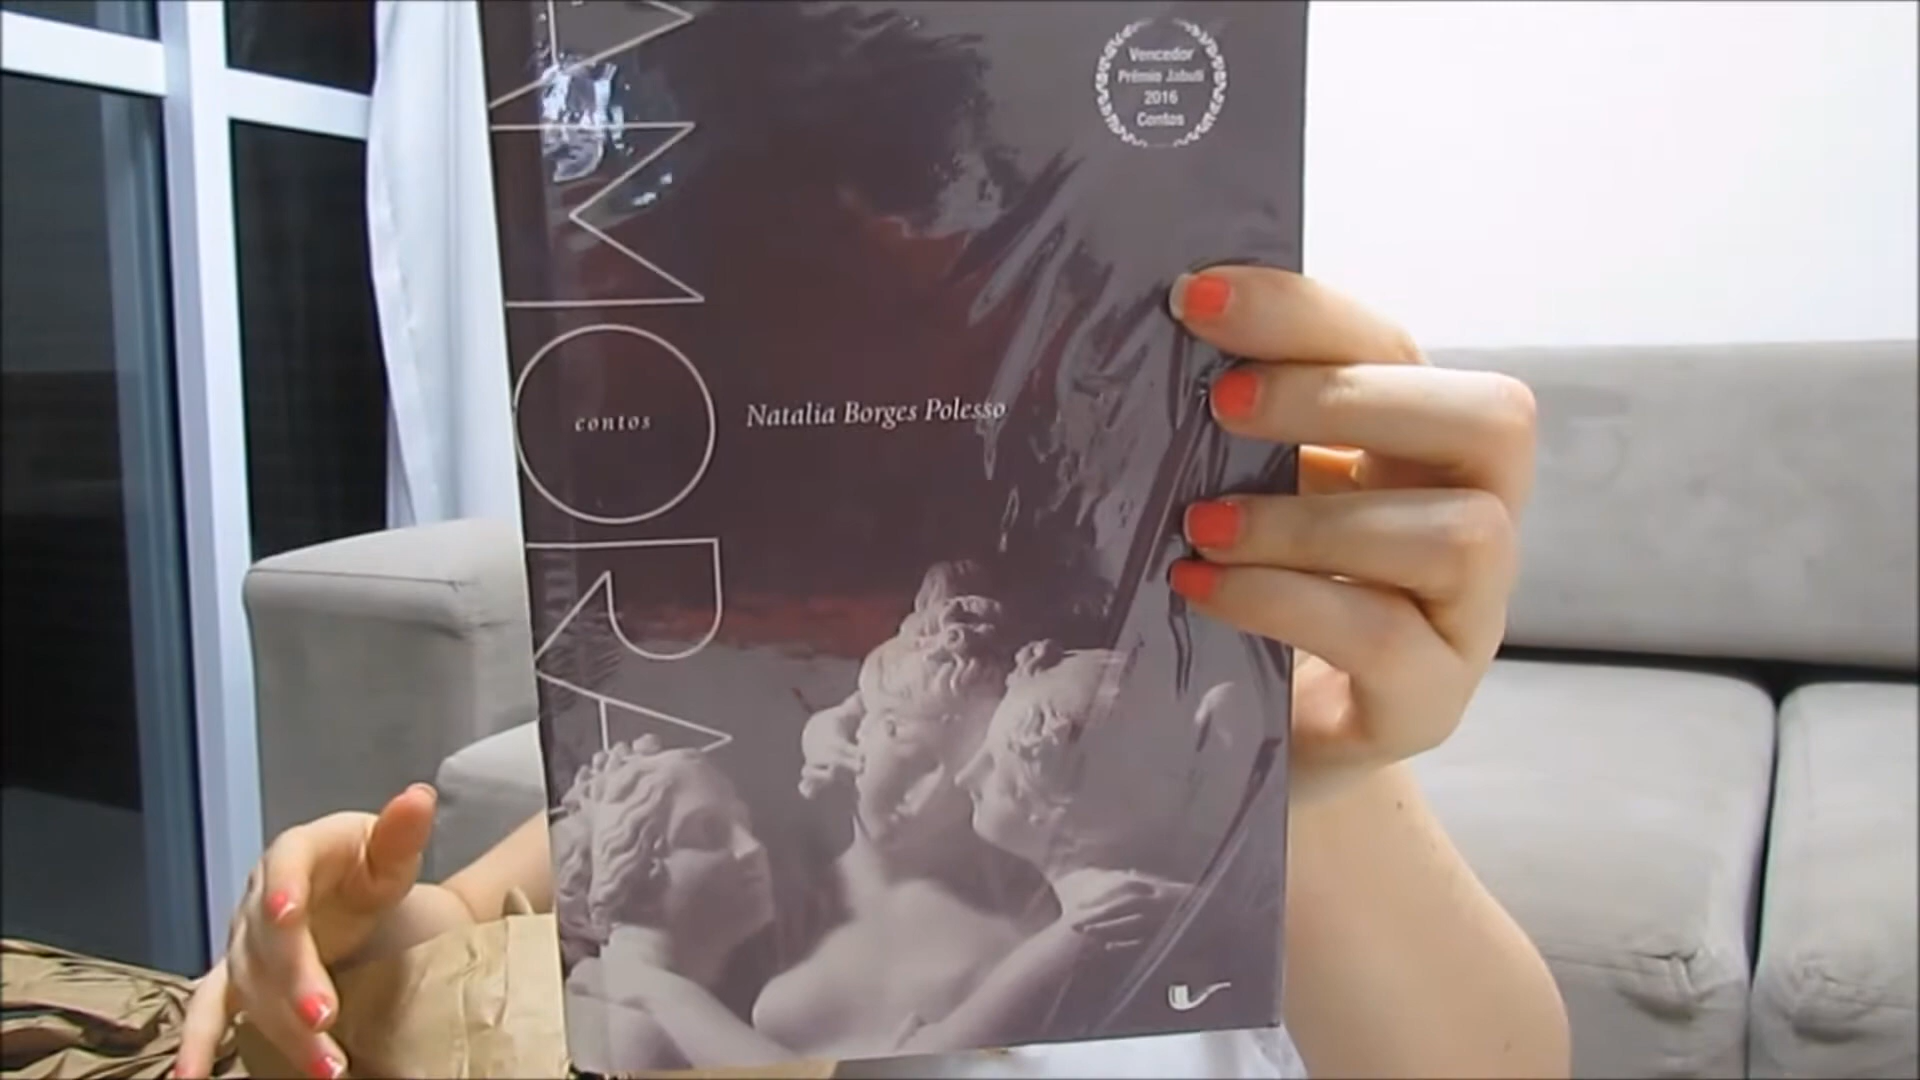 AMORA
contos
Natalia Borges Polesso
Vencedor
Prêmio Jabuti
2016
Contos